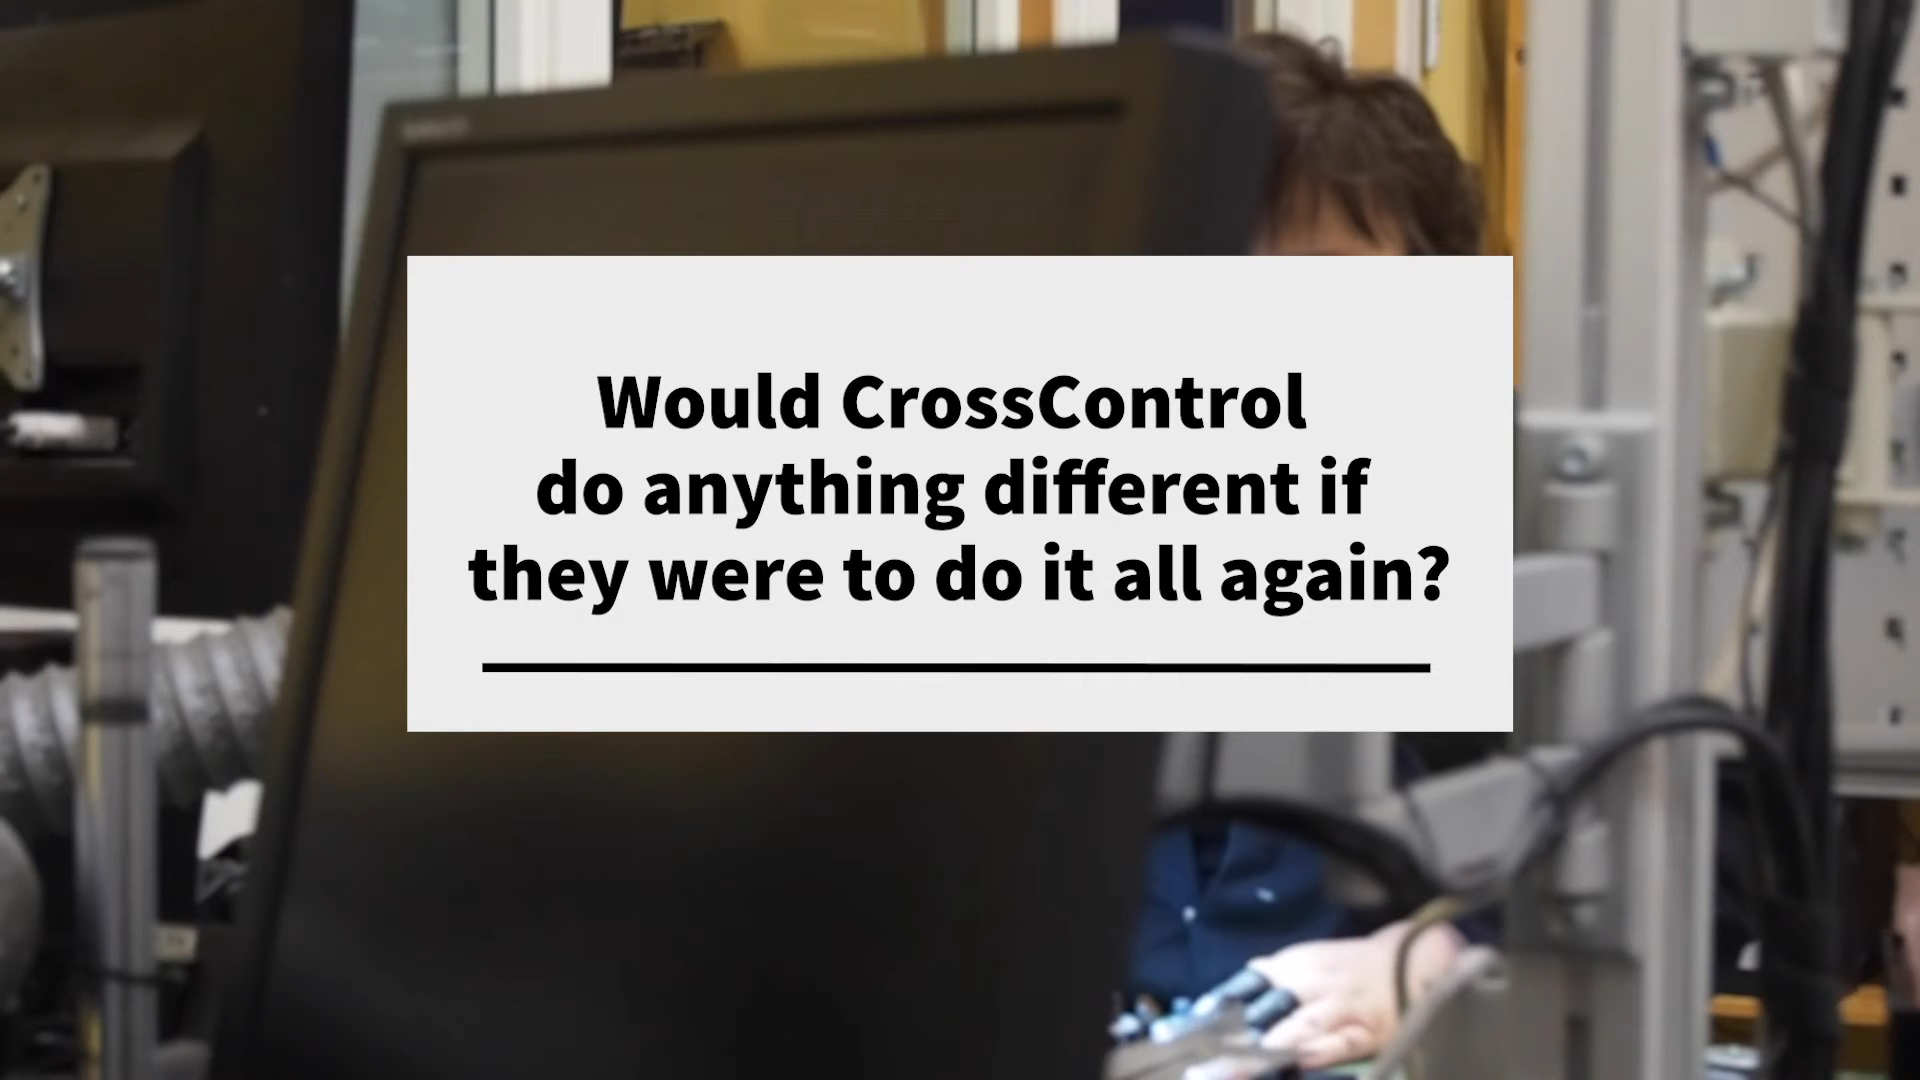 Would CrossControl
do anything different if
they were to do it all again?